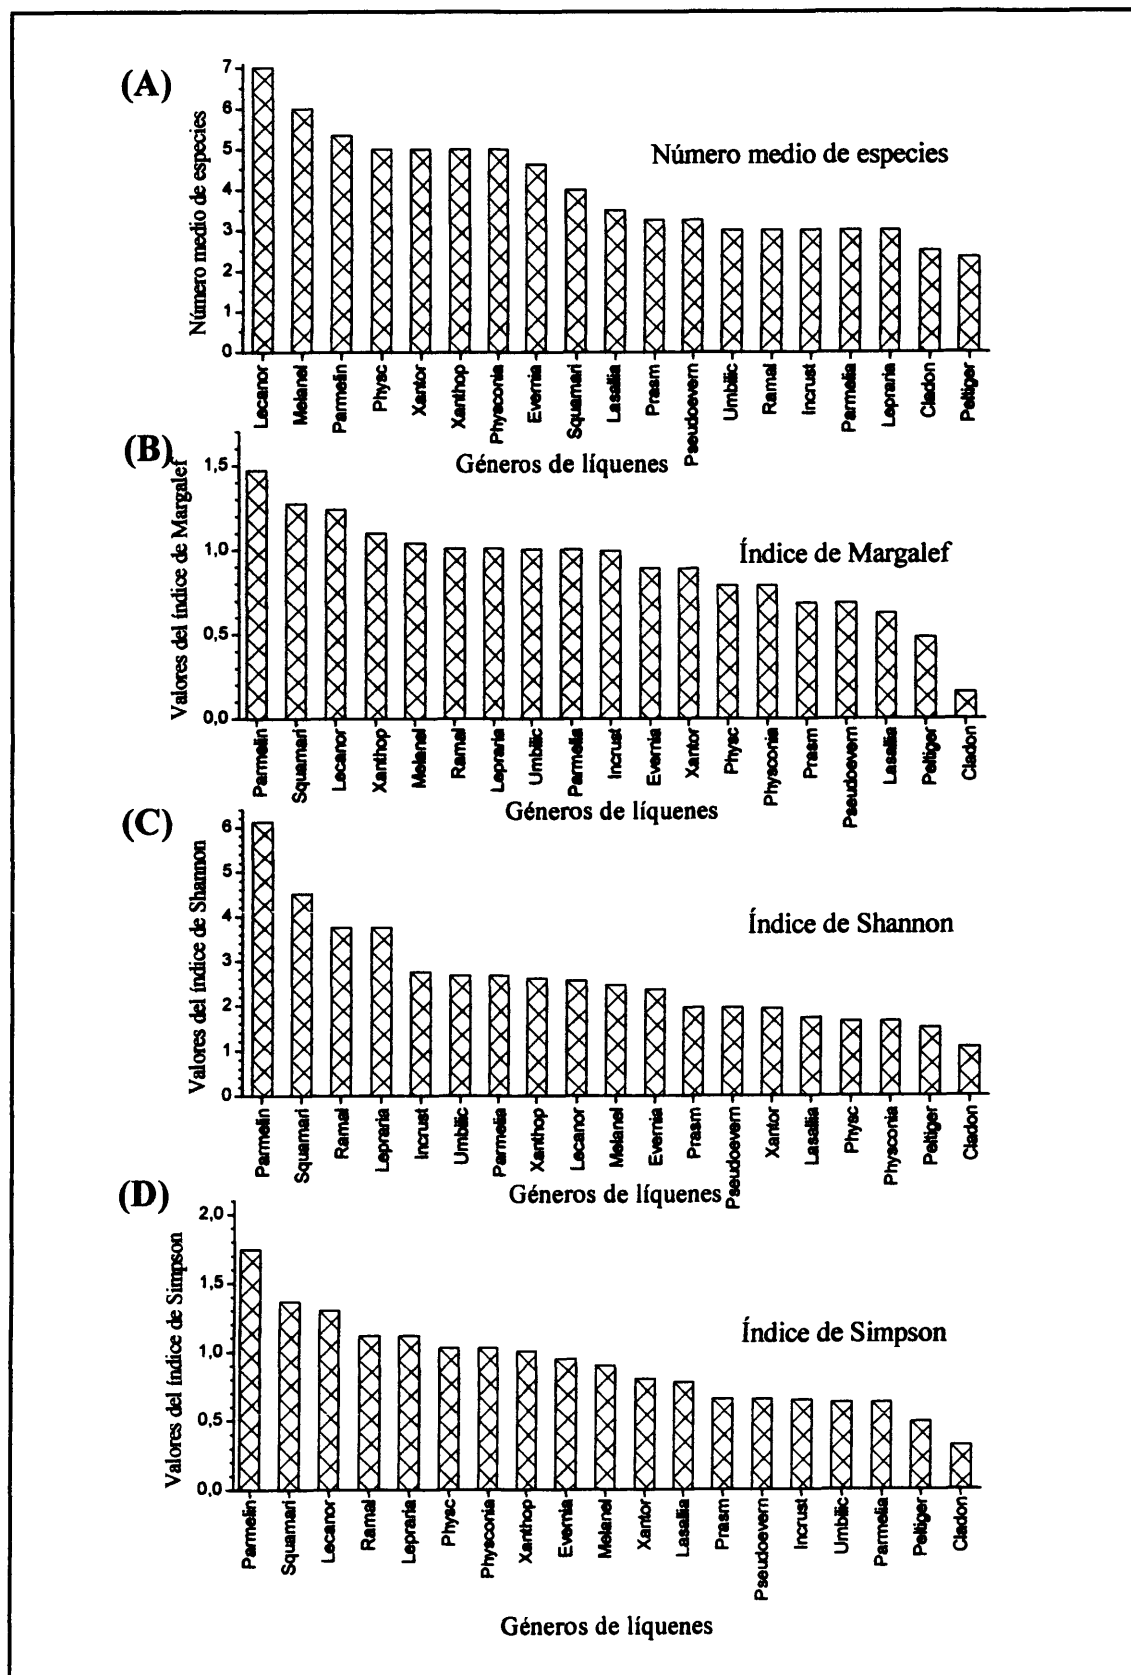 (A)
Número medio de especies
7
6
5
4
3
2
1
0
Número medio de especies
Lecanor
Melanel
Parmelin
Physc
Xantor
Xanthop
Physconia
Evernia
Squamari
Lasallia
Prasm
Pseudoevern
Umbilic
Ramal
Incrust
Parmelia
Lepraria
Cladon
Peltiger
Géneros de líquenes
(B)
Valores del índice de Margalef
1,5
1,0
0,5
0,0
Índice de Margalef
Parmelin
Squamari
Lecanor
Xanthop
Melanel
Ramal
Lepraria
Umbilic
Parmelia
Incrust
Evernia
Xantor
Physc
Physconia
Prasm
Pseudoevern
Lasallia
Peltiger
Cladon
Géneros de líquenes
(C)
Valores del índice de Shannon
6
5
4
3
2
1
0
Índice de Shannon
Parmelin
Squamari
Ramal
Lepraria
Incrust
Umbilic
Parmelia
Xanthop
Lecanor
Melanel
Evernia
Prasm
Pseudoevern
Xantor
Lasallia
Physc
Physconia
Peltiger
Cladon
Géneros de líquenes
(D)
Valores del índice de Simpson
2,0
1,5
1,0
0,5
0,0
Índice de Simpson
Parmelin
Squamari
Lecanor
Ramal
Lepraria
Physc
Physconia
Xanthop
Evernia
Melanel
Xantor
Lasallia
Prasm
Pseudoevern
Incrust
Umbilic
Parmelia
Peltiger
Cladon
Géneros de líquenes